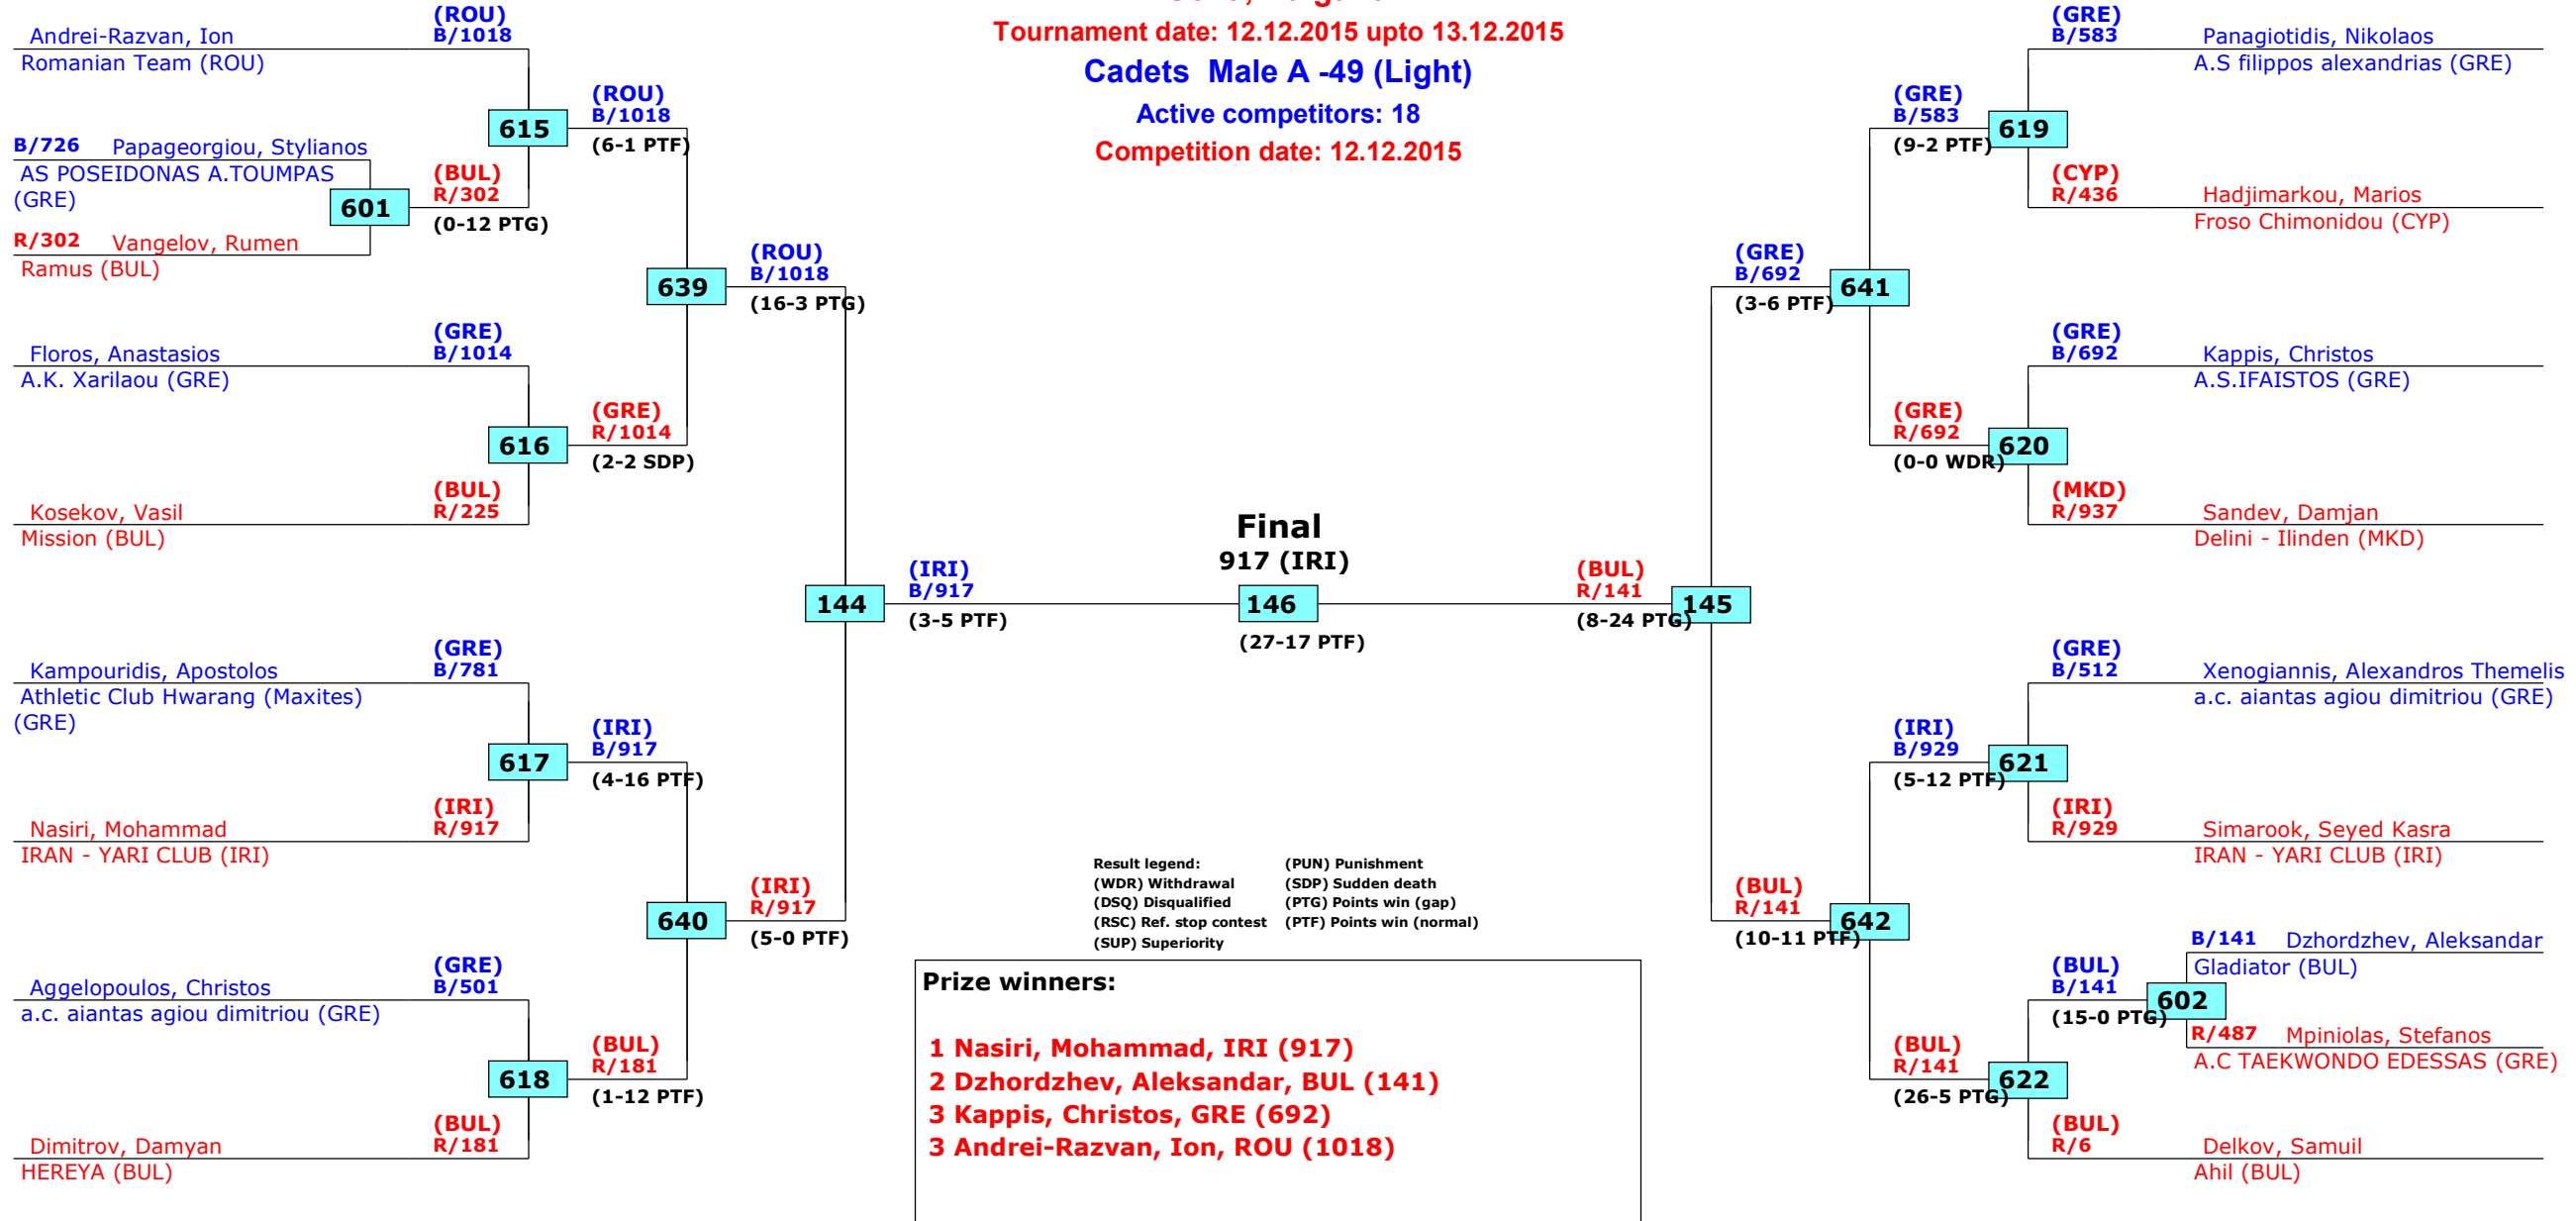 Tournament date: 12.12.2015 upto 13.12.2015
Cadets Male A -49 (Light)
Active competitors: 18
Competition date: 12.12.2015
(ROU)
Andrei-Razvan, Ion B/1018
Romanian Team (ROU)
(ROU)
B/1018
615
(6-1 PTF)
B/726 Papageorgiou, Stylianos
AS POSEIDONAS A.TOUMPAS
(GRE)
(BUL)
R/302
601
(0-12 PTG)
R/302 Vangelov, Rumen
Ramus (BUL)
(ROU)
B/1018
639
(16-3 PTG)
(GRE)
Floros, Anastasios B/1014
A.K. Xarilaou (GRE)
(GRE)
R/1014
616
(2-2 SDP)
(BUL)
Kosekov, Vasil R/225
Mission (BUL)
(IRI)
B/917
144
(3-5 PTF)
(GRE)
Kampouridis, Apostolos B/781
Athletic Club Hwarang (Maxites)
(GRE)
(IRI)
B/917
617
(4-16 PTF)
(IRI)
Nasiri, Mohammad R/917
IRAN - YARI CLUB (IRI)
(IRI)
R/917
640
(5-0 PTF)
(GRE)
Aggelopoulos, Christos B/501
a.c. aiantas agiou dimitriou (GRE)
(BUL)
R/181
618
(1-12 PTF)
(BUL)
Dimitrov, Damyan R/181
HEREYA (BUL)
Final
917 (IRI)
146
(27-17 PTF)
(GRE)
B/583 Panagiotidis, Nikolaos
A.S filippos alexandrias (GRE)
(GRE)
B/583
619
(9-2 PTF)
(CYP)
R/436 Hadjimarkou, Marios
Froso Chimonidou (CYP)
(GRE)
B/692
641
(3-6 PTF)
(GRE)
B/692 Kappis, Christos
A.S.IFAISTOS (GRE)
(GRE)
R/692
620
(0-0 WDR)
(MKD)
R/937 Sandev, Damjan
Delini - Ilinden (MKD)
(BUL)
R/141
145
(8-24 PTG)
(GRE)
B/512 Xenogiannis, Alexandros Themelis
a.c. aiantas agiou dimitriou (GRE)
(IRI)
B/929
621
(5-12 PTF)
(IRI)
R/929 Simarook, Seyed Kasra
IRAN - YARI CLUB (IRI)
(BUL)
R/141
642
(10-11 PTF)
B/141 Dzhordzhev, Aleksandar
Gladiator (BUL)
(BUL)
B/141
602
(15-0 PTG)
R/487 Mpiniolas, Stefanos
A.C TAEKWONDO EDESSAS (GRE)
(BUL)
R/141
622
(26-5 PTG)
(BUL)
R/6 Delkov, Samuil
Ahil (BUL)
Result legend: (PUN) Punishment
(WDR) Withdrawal (SDP) Sudden death
(DSQ) Disqualified (PTG) Points win (gap)
(RSC) Ref. stop contest (PTF) Points win (normal)
(SUP) Superiority
Prize winners:
1 Nasiri, Mohammad, IRI (917)
2 Dzhordzhev, Aleksandar, BUL (141)
3 Kappis, Christos, GRE (692)
3 Andrei-Razvan, Ion, ROU (1018)